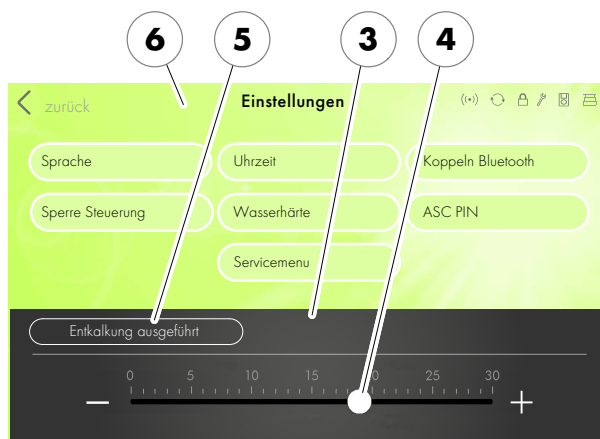 6 5 3 4
zurück Einstellungen
Sprache Uhrzeit Koppeln Bluetooth
Sperre Steuerung Wasserhärte ASC PIN
Servicemenu
Entkalkung ausgeführt
0 5 10 15 20 25 30